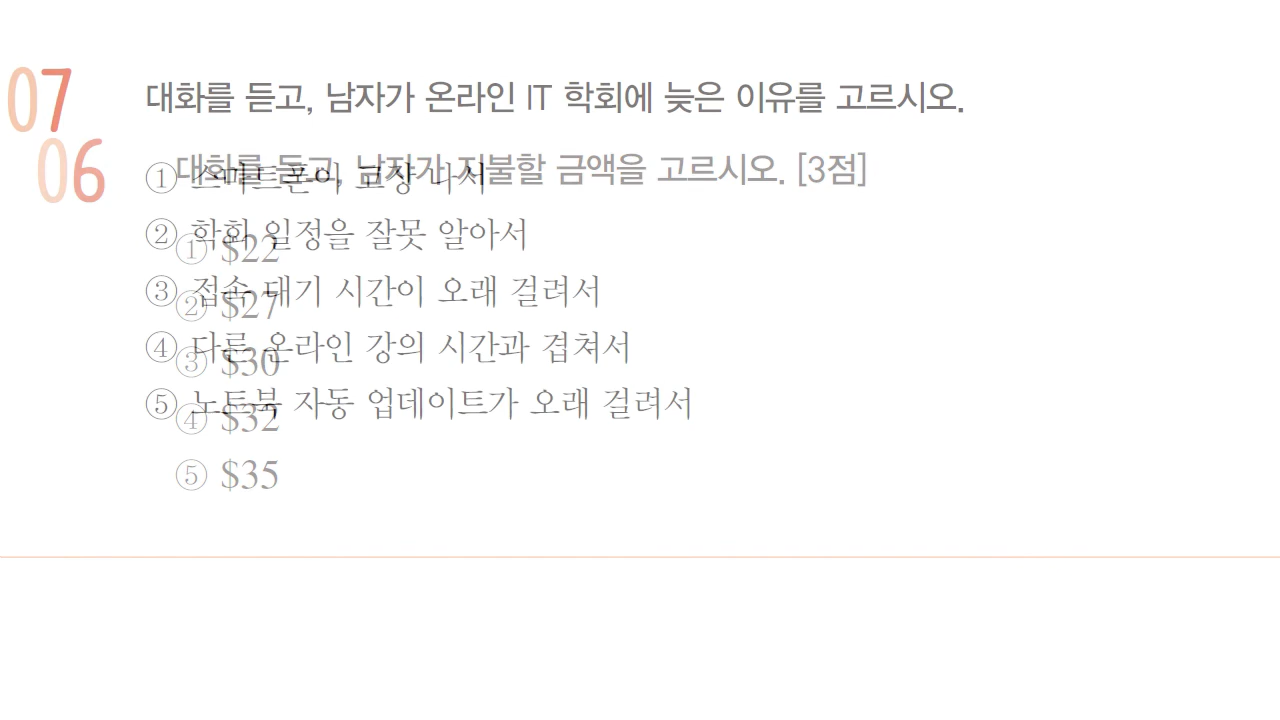 07
대화를 듣고, 남자가 온라인 IT 학회에 늦은 이유를 고르시오.
① 스마트폰이 고장 나서
② 학회 일정을 잘못 알아서
③ 접속 대기 시간이 오래 걸려서
④ 다른 온라인 강의 시간과 겹쳐서
⑤ 노트북 자동 업데이트가 오래 걸려서
06
대화를 듣고, 남자가 지불할 금액을 고르시오. [3점]
① $22
② $27
③ $30
④ $32
⑤ $35